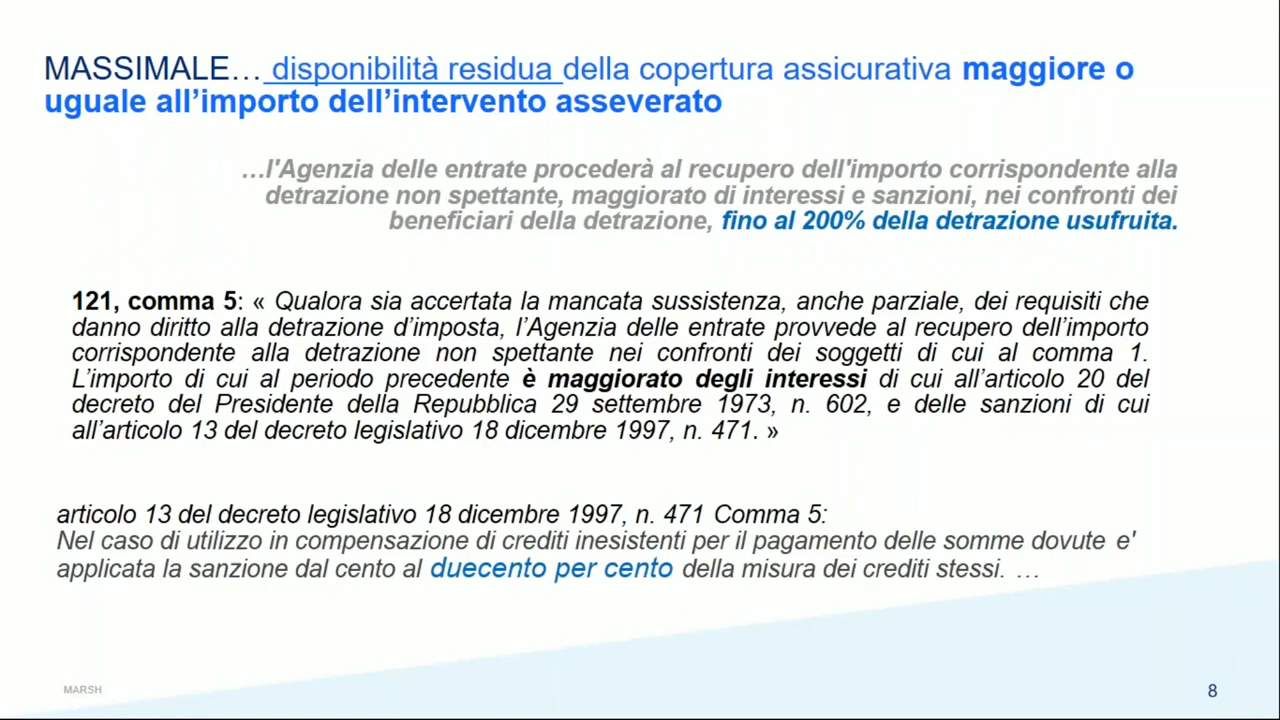 MASSIMALE… disponibilità residua della copertura assicurativa maggiore o
uguale all’importo dell’intervento asseverato
…l'Agenzia delle entrate procederà al recupero dell'importo corrispondente alla
detrazione non spettante, maggiorato di interessi e sanzioni, nei confronti dei
beneficiari della detrazione, fino al 200% della detrazione usufruita.
121, comma 5: « Qualora sia accertata la mancata sussistenza, anche parziale, dei requisiti che
danno diritto alla detrazione d’imposta, l’Agenzia delle entrate provvede al recupero dell’importo
corrispondente alla detrazione non spettante nei confronti dei soggetti di cui al comma 1.
L’importo di cui al periodo precedente è maggiorato degli interessi di cui all’articolo 20 del
decreto del Presidente della Repubblica 29 settembre 1973, n. 602, e delle sanzioni di cui
all’articolo 13 del decreto legislativo 18 dicembre 1997, n. 471. »
articolo 13 del decreto legislativo 18 dicembre 1997, n. 471 Comma 5:
Nel caso di utilizzo in compensazione di crediti inesistenti per il pagamento delle somme dovute e'
applicata la sanzione dal cento al duecento per cento della misura dei crediti stessi. …
MARSH
8